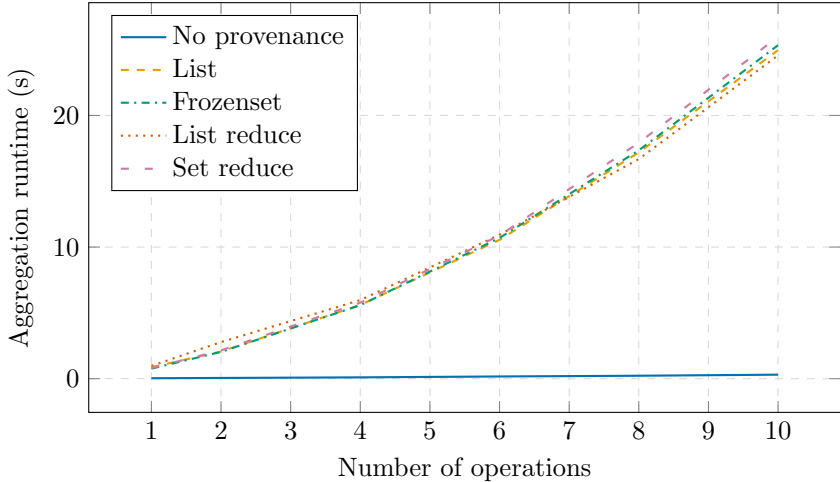 No provenance
List
Frozenset
List reduce
Set reduce
Aggregation runtime (s)
20
10
0
1 2 3 4 5 6 7 8 9 10
Number of operations